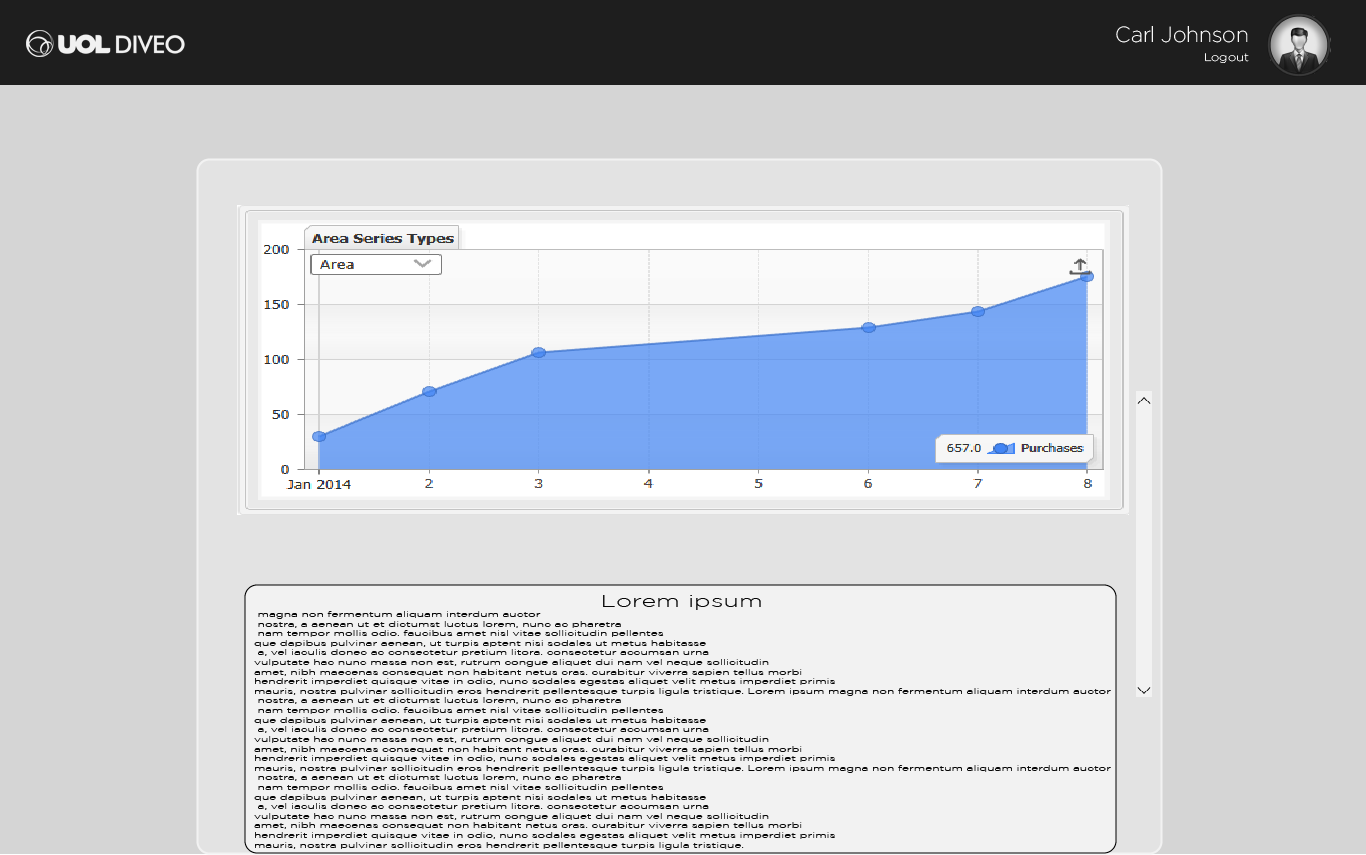 UOL DIVEO
Carl Johnson
Logout
Area Series Types
Area
200
150
100
50
0
657.0 Purchases
Jan 2014 2 3 4 5 6 7 8
Lorem ipsum
magna non fermentum aliquam interdum auctor
nostra, a aenean ut et dictumst luctus lorem, nunc ac pharetra
nam tempor mollis odio. faucibus amet nisl vitae sollicitudin pellentes
que dapibus pulvinar aenean, ut turpis aptent nisi sodales ut metus habitasse
a, vel iaculis donec ac consectetur pretium litora. consectetur accumsan urna
vulputate hac nunc massa non est, rutrum congue aliquet dui nam vel neque sollicitudin
amet, nibh maecenas consequat non habitant netus cras. curabitur viverra sapien tellus morbi
hendrerit imperdiet quisque vitae in odio, nunc sodales egestas aliquet velit metus imperdiet primis
mauris, nostra pulvinar sollicitudin eros hendrerit pellentesque turpis ligula tristique. Lorem ipsum magna non fermentum aliquam interdum auctor
nostra, a aenean ut et dictumst luctus lorem, nunc ac pharetra
nam tempor mollis odio. faucibus amet nisl vitae sollicitudin pellentes
que dapibus pulvinar aenean, ut turpis aptent nisi sodales ut metus habitasse
a, vel iaculis donec ac consectetur pretium litora. consectetur accumsan urna
vulputate hac nunc massa non est, rutrum congue aliquet dui nam vel neque sollicitudin
amet, nibh maecenas consequat non habitant netus cras. curabitur viverra sapien tellus morbi
hendrerit imperdiet quisque vitae in odio, nunc sodales egestas aliquet velit metus imperdiet primis
mauris, nostra pulvinar sollicitudin eros hendrerit pellentesque turpis ligula tristique. Lorem ipsum magna non fermentum aliquam interdum auctor
nostra, a aenean ut et dictumst luctus lorem, nunc ac pharetra
nam tempor mollis odio. faucibus amet nisl vitae sollicitudin pellentes
que dapibus pulvinar aenean, ut turpis aptent nisi sodales ut metus habitasse
a, vel iaculis donec ac consectetur pretium litora. consectetur accumsan urna
vulputate hac nunc massa non est, rutrum congue aliquet dui nam vel neque sollicitudin
amet, nibh maecenas consequat non habitant netus cras. curabitur viverra sapien tellus morbi
hendrerit imperdiet quisque vitae in odio, nunc sodales egestas aliquet velit metus imperdiet primis
mauris, nostra pulvinar sollicitudin eros hendrerit pellentesque turpis ligula tristique.